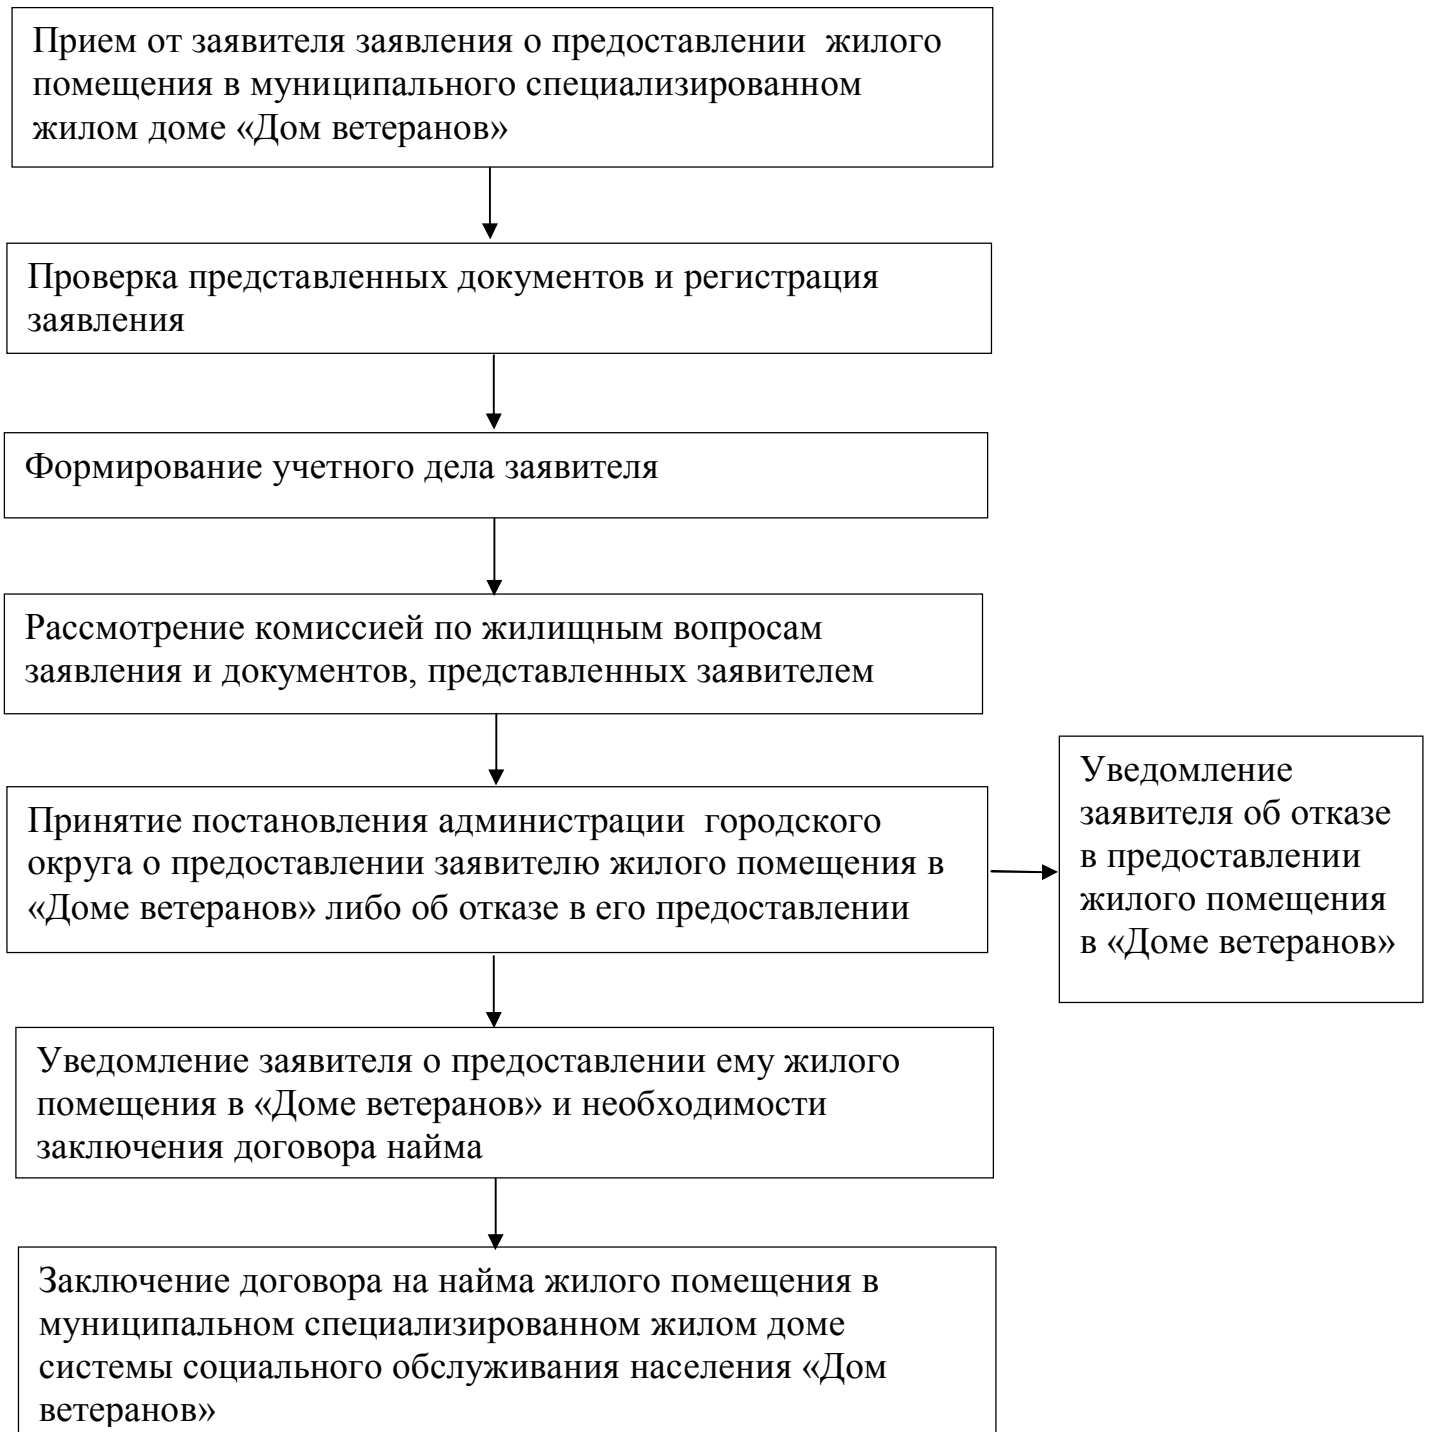 Прием от заявителя заявления о предоставлении жилого
помещения в муниципального специализированном
жилом доме «Дом ветеранов»
Проверка представленных документов и регистрация
заявления
Формирование учетного дела заявителя
Рассмотрение комиссией по жилищным вопросам
заявления и документов, представленных заявителем
Принятие постановления администрации городского
округа о предоставлении заявителю жилого помещения в
«Доме ветеранов» либо об отказе в его предоставлении
Уведомление
заявителя об отказе
в предоставлении
жилого помещения
в «Доме ветеранов»
Уведомление заявителя о предоставлении ему жилого
помещения в «Доме ветеранов» и необходимости
заключения договора найма
Заключение договора на найма жилого помещения в
муниципальном специализированном жилом доме
системы социального обслуживания населения «Дом
ветеранов»